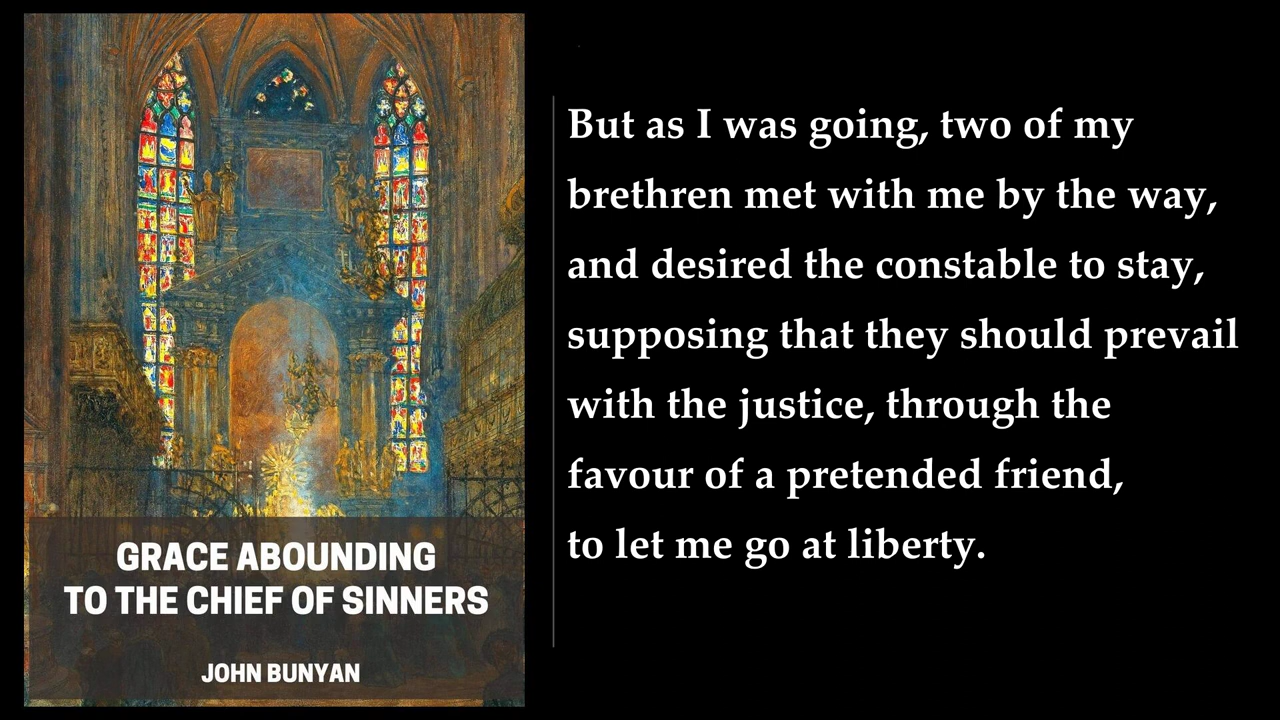 GRACE ABOUNDING
TO THE CHIEF OF SINNERS
JOHN BUNYAN
But as I was going, two of my
brethren met with me by the way,
and desired the constable to stay,
supposing that they should prevail
with the justice, through the
favour of a pretended friend,
to let me go at liberty.